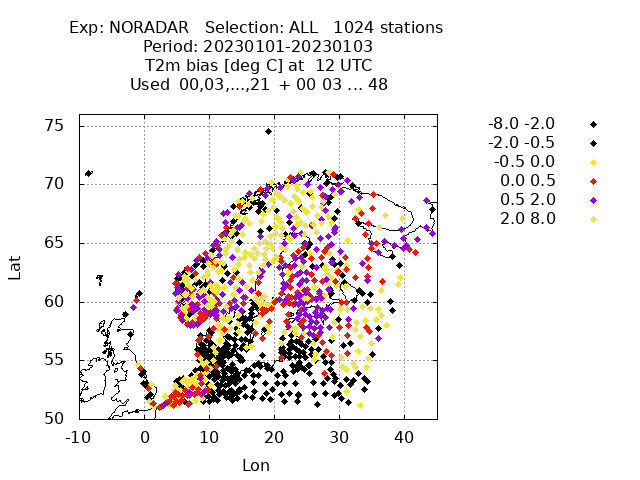 Exp: NORADAR   Selection: ALL   1024 stations
Period: 20230101-20230103
T2m bias [deg C] at  12 UTC
Used  00,03,...,21  + 00 03 ... 48
-8.0 -2.0
-2.0 -0.5
-0.5 0.0
0.0 0.5
0.5 2.0
2.0 8.0
75
70
65
60
55
50
Lat
-10 0 10 20 30 40
Lon